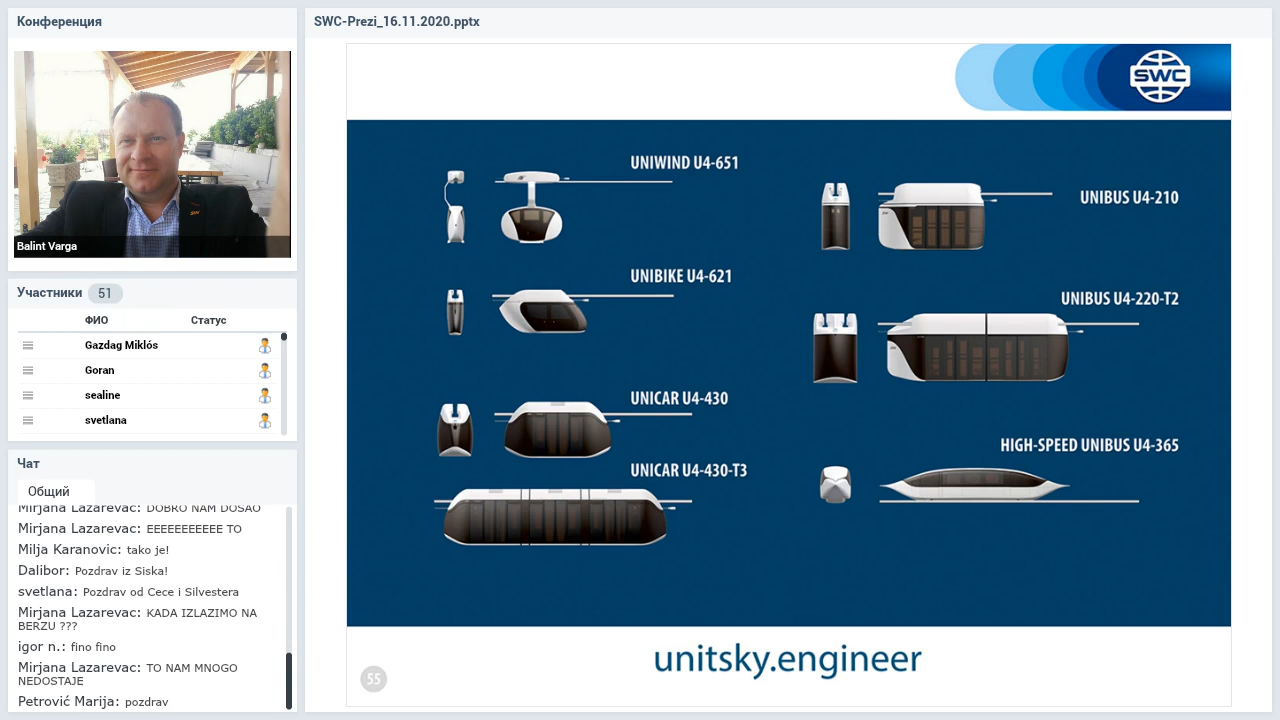 Конференция
Balint Varga
Участники 51
ФИО Статус
Gazdag Miklós
Goran
sealine
svetlana
Чат
Общий
Mirjana Lazarevac: DOBRO NAM DOSAO
Mirjana Lazarevac: EEEEEEEEEEE TO
Milja Karanovic: tako je!
Dalibor: Pozdrav iz Siska!
svetlana: Pozdrav od Cece i Silvestera
Mirjana Lazarevac: KADA IZLAZIMO NA
BERZU ???
igor n.: fino fino
Mirjana Lazarevac: TO NAM MNOGO
NEDOSTAJE
Petrović Marija: pozdrav
SWC-Prezi_16.11.2020.pptx
SWC
UNIWIND U4-651
UNIBIKE U4-621
UNICAR U4-430
UNICAR U4-430-T3
UNIBUS U4-210
UNIBUS U4-220-T2
HIGH-SPEED UNIBUS U4-365
unitsky.engineer
55